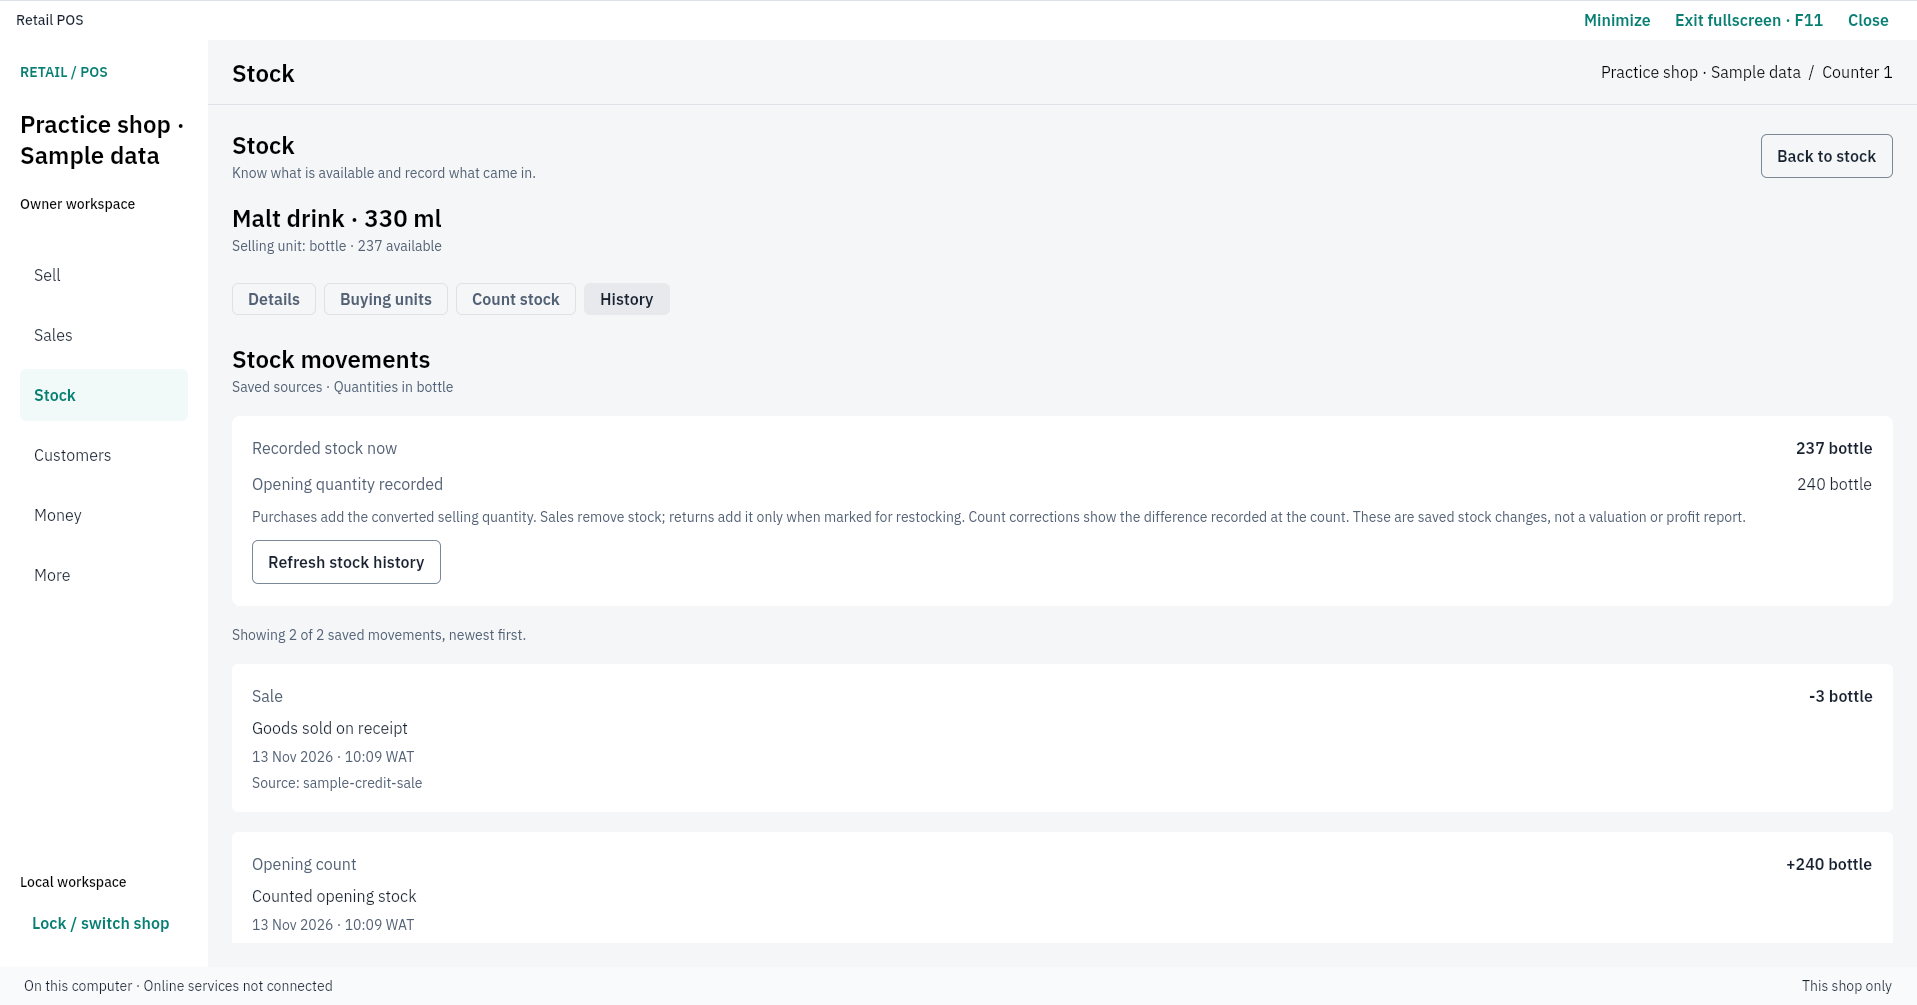 Retail POS
Minimize
Exit fullscreen · F11
Close
RETAIL / POS
Practice shop ·
Sample data
Owner workspace
Sell
Sales
Stock
Customers
Money
More
Local workspace
Lock / switch shop
Stock
Practice shop · Sample data / Counter 1
Stock
Know what is available and record what came in.
Back to stock
Malt drink · 330 ml
Selling unit: bottle · 237 available
Details
Buying units
Count stock
History
Stock movements
Saved sources · Quantities in bottle
Recorded stock now
237 bottle
Opening quantity recorded
240 bottle
Purchases add the converted selling quantity. Sales remove stock; returns add it only when marked for restocking. Count corrections show the difference recorded at the count. These are saved stock changes, not a valuation or profit report.
Refresh stock history
Showing 2 of 2 saved movements, newest first.
Sale
-3 bottle
Goods sold on receipt
13 Nov 2026 · 10:09 WAT
Source: sample-credit-sale
Opening count
+240 bottle
Counted opening stock
13 Nov 2026 · 10:09 WAT
On this computer · Online services not connected
This shop only